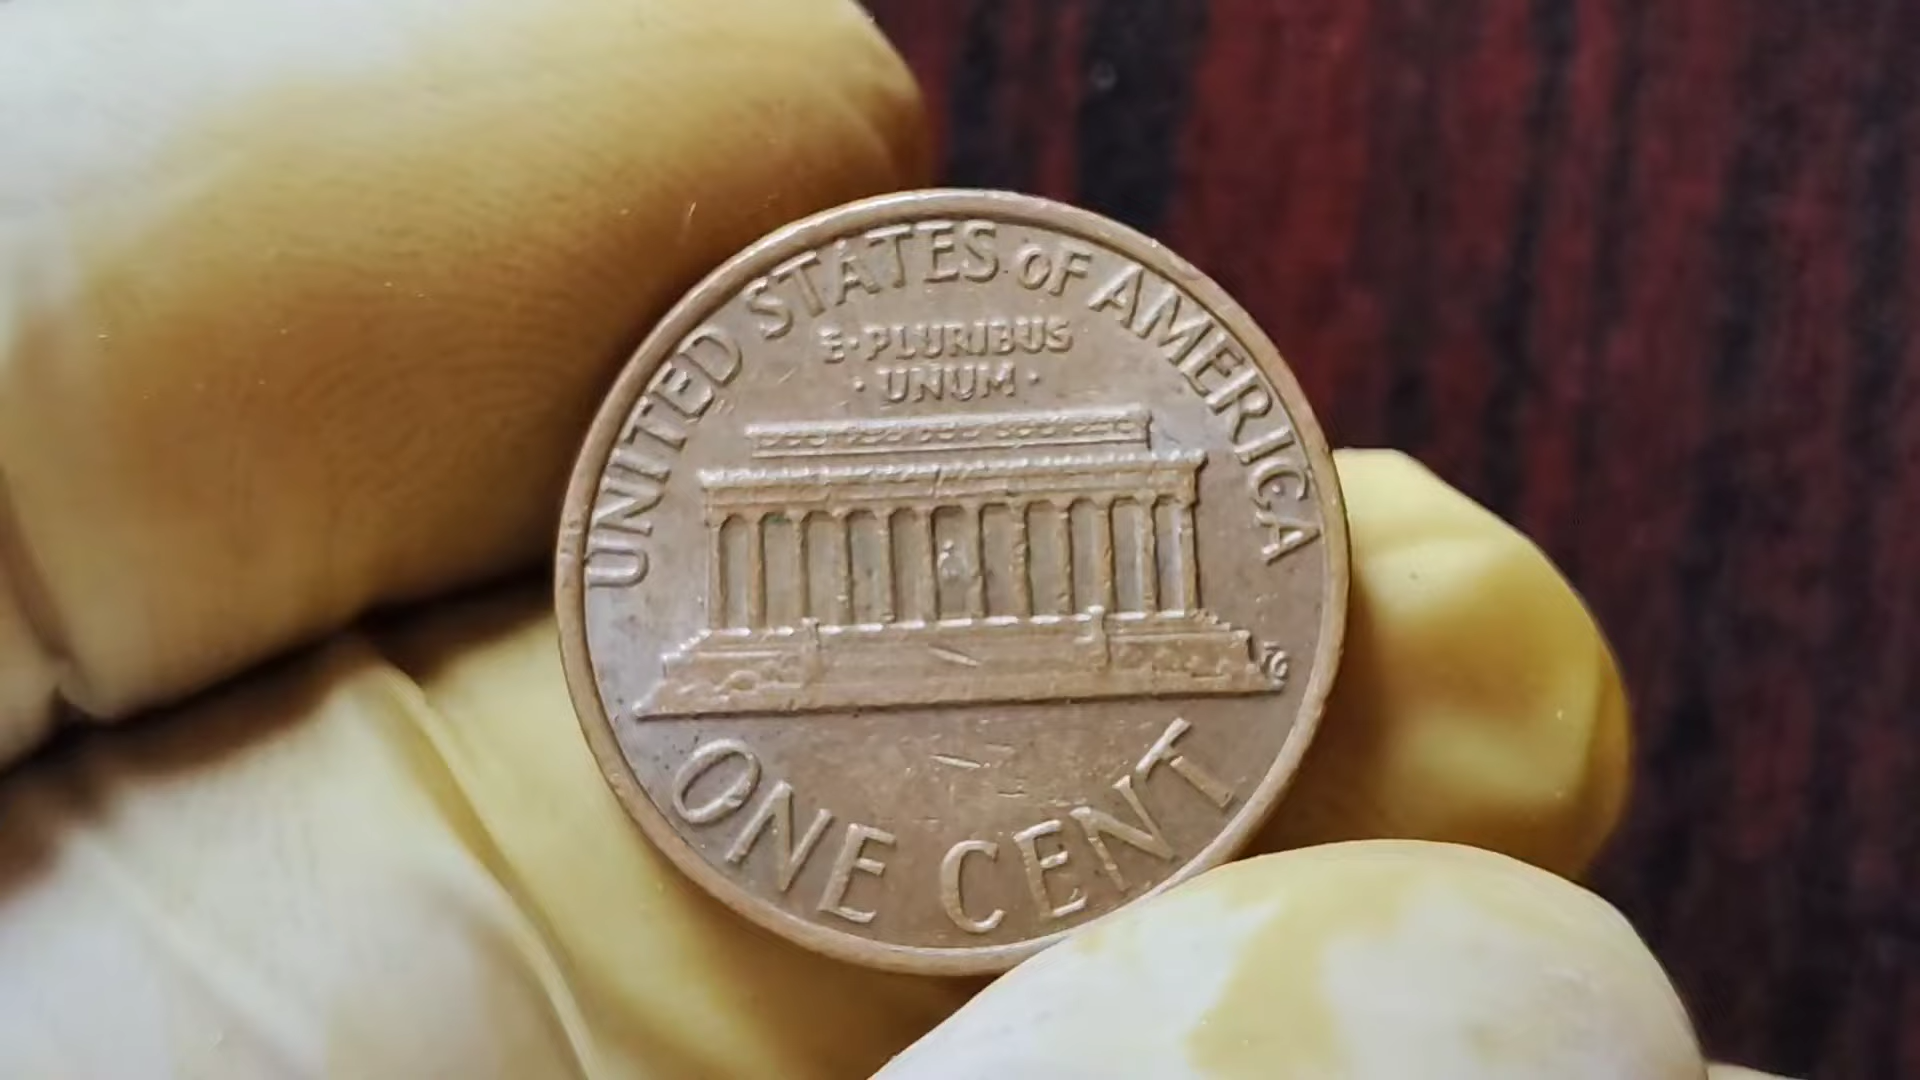 UNITED STATES OF AMERICA
E·PLURIBUS
·UNUM·
ONE CENT